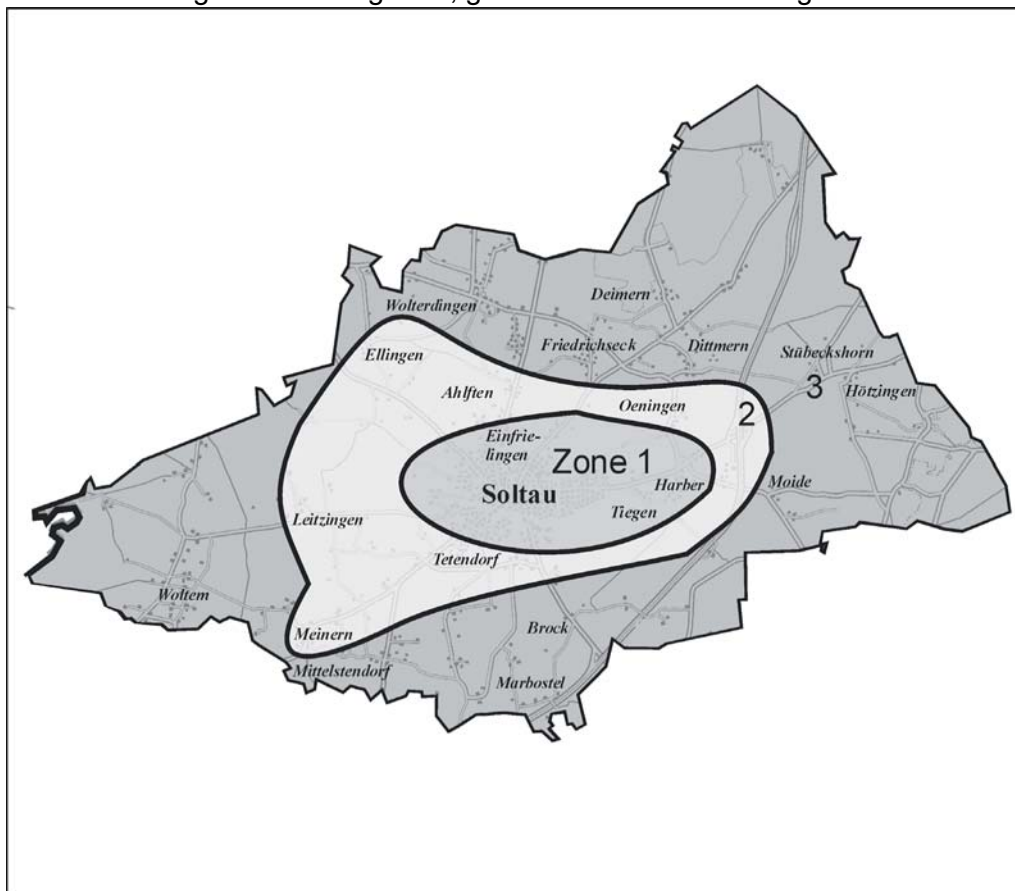 Wolterdingen
Deimern
Ellingen
Friedrichseck
Dittmern
Stübeckshorn
Ahlften
3
Hötzingen
Oeningen
2
Einfrie-
lingen
Zone 1
Soltau
Harber
Moide
Tiegen
Leitzingen
Tetendorf
Woltem
Meinern
Brock
Mittelstendorf
Marbostel